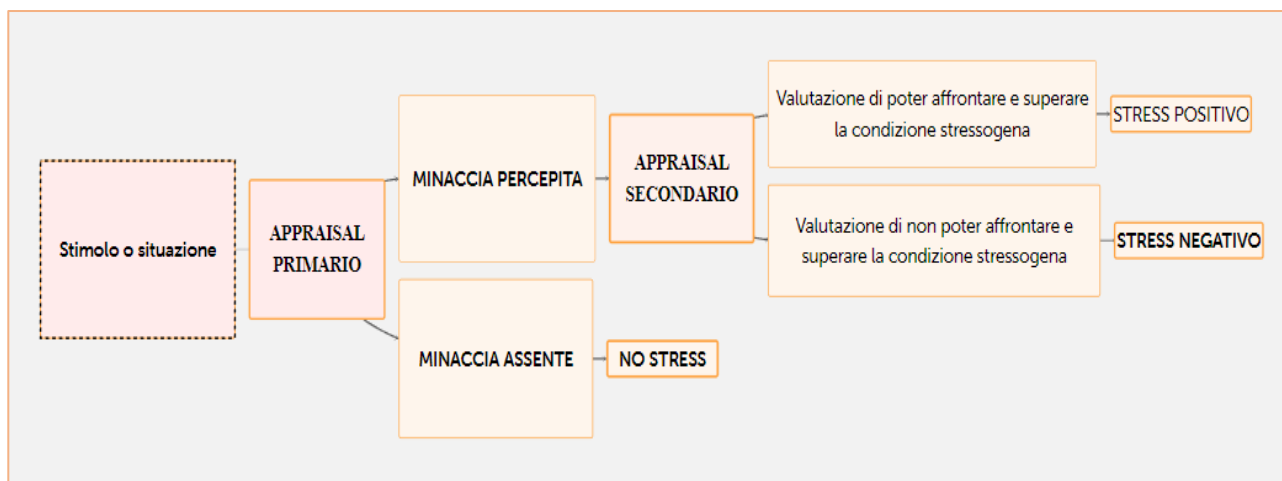 Stimolo o situazione
APPRAISAL
PRIMARIO
MINACCIA PERCEPITA
APPRAISAL
SECONDARIO
Valutazione di poter affrontare e superare
la condizione stressogena
STRESS POSITIVO
Valutazione di non poter affrontare e
superare la condizione stressogena
STRESS NEGATIVO
MINACCIA ASSENTE
NO STRESS